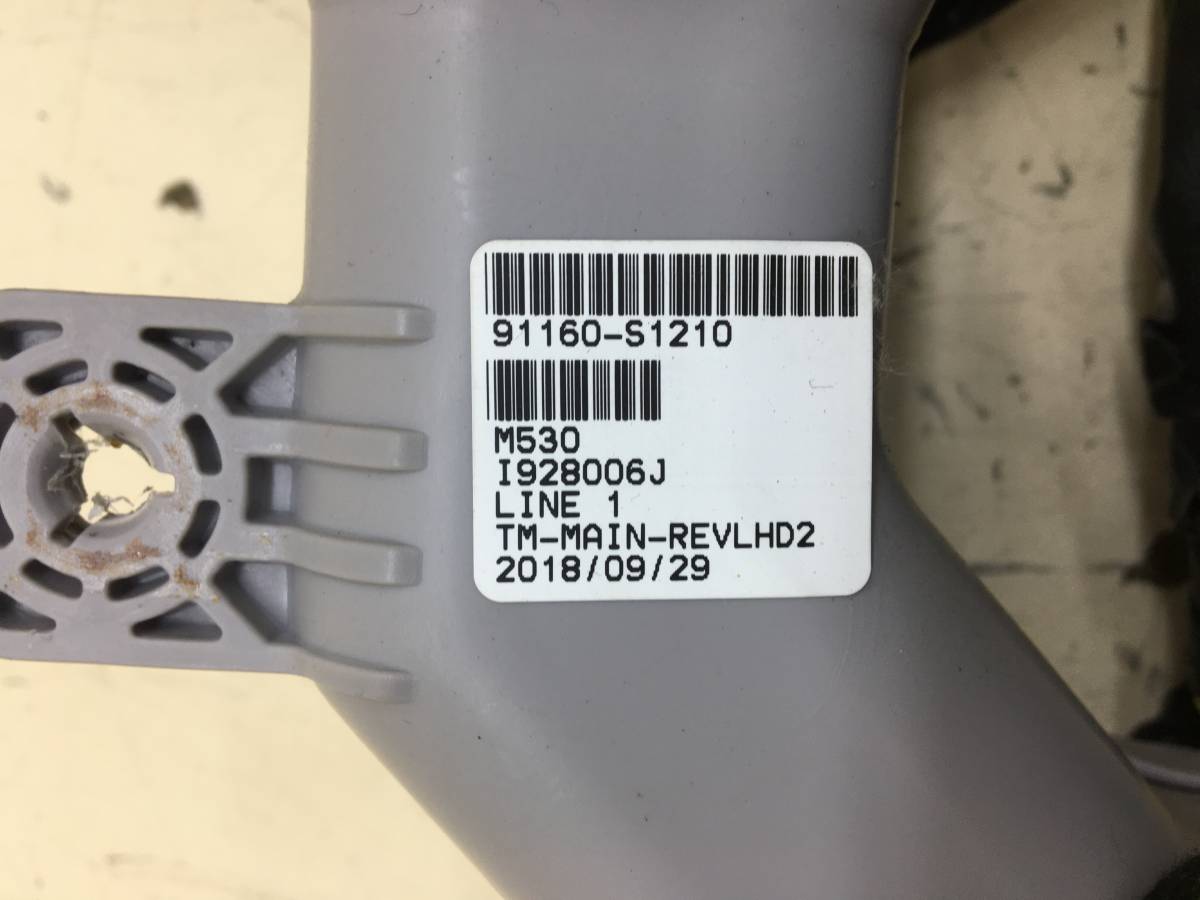 91160-S1210
M530
I928006J
LINE 1
TM-MAIN-REVLHD2
2018/09/29